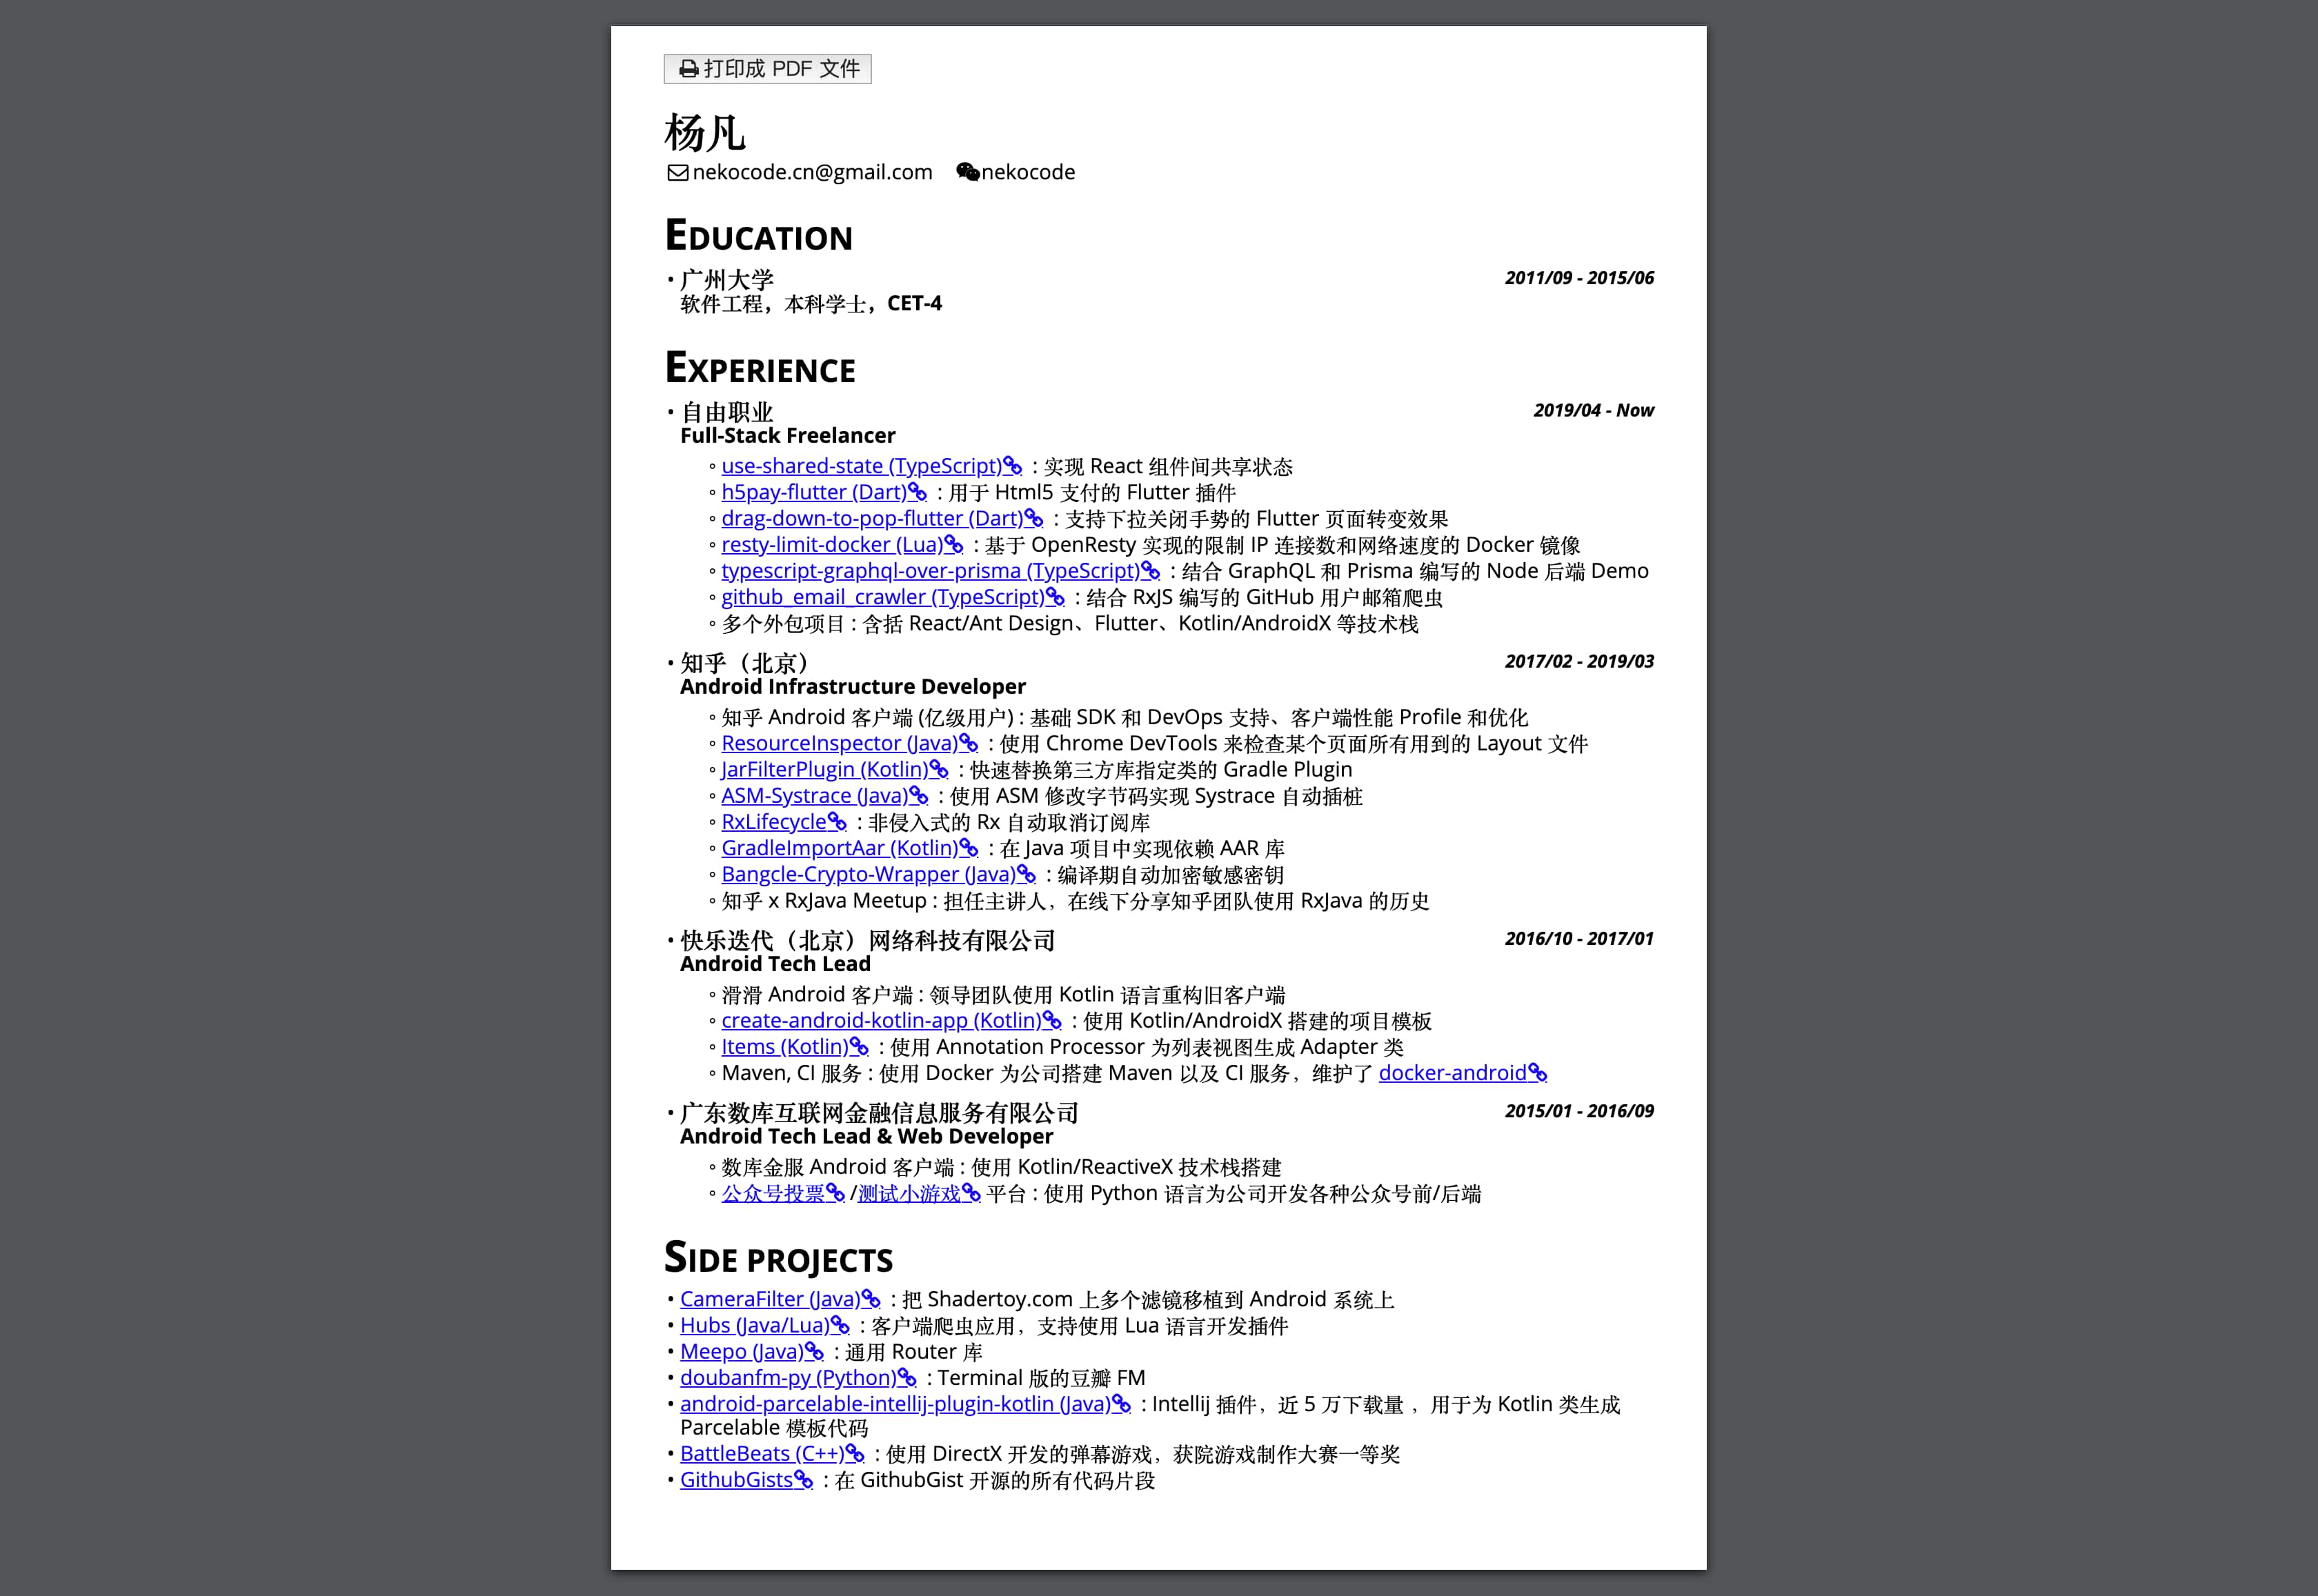 打印成 PDF 文件
杨凡
nekocode.cn@gmail.com nekocode
EDUCATION
• 广州大学 2011/09 - 2015/06
软件工程，本科学士，CET-4
EXPERIENCE
• 自由职业 2019/04 - Now
Full-Stack Freelancer
◦ use-shared-state (TypeScript) : 实现 React 组件间共享状态
◦ h5pay-flutter (Dart) : 用于 Html5 支付的 Flutter 插件
◦ drag-down-to-pop-flutter (Dart) : 支持下拉关闭手势的 Flutter 页面转变效果
◦ resty-limit-docker (Lua) : 基于 OpenResty 实现的限制 IP 连接数和网络速度的 Docker 镜像
◦ typescript-graphql-over-prisma (TypeScript) : 结合 GraphQL 和 Prisma 编写的 Node 后端 Demo
◦ github_email_crawler (TypeScript) : 结合 RxJS 编写的 GitHub 用户邮箱爬虫
◦ 多个外包项目 : 含括 React/Ant Design、Flutter、Kotlin/AndroidX 等技术栈
• 知乎（北京） 2017/02 - 2019/03
Android Infrastructure Developer
◦ 知乎 Android 客户端 (亿级用户) : 基础 SDK 和 DevOps 支持、客户端性能 Profile 和优化
◦ ResourceInspector (Java) : 使用 Chrome DevTools 来检查某个页面所有用到的 Layout 文件
◦ JarFilterPlugin (Kotlin) : 快速替换第三方库指定类的 Gradle Plugin
◦ ASM-Systrace (Java) : 使用 ASM 修改字节码实现 Systrace 自动插桩
◦ RxLifecycle : 非侵入式的 Rx 自动取消订阅库
◦ GradleImportAar (Kotlin) : 在 Java 项目中实现依赖 AAR 库
◦ Bangcle-Crypto-Wrapper (Java) : 编译期自动加密敏感密钥
◦ 知乎 x RxJava Meetup : 担任主讲人，在线下分享知乎团队使用 RxJava 的历史
• 快乐迭代（北京）网络科技有限公司 2016/10 - 2017/01
Android Tech Lead
◦ 滑滑 Android 客户端 : 领导团队使用 Kotlin 语言重构旧客户端
◦ create-android-kotlin-app (Kotlin) : 使用 Kotlin/AndroidX 搭建的项目模板
◦ Items (Kotlin) : 使用 Annotation Processor 为列表视图生成 Adapter 类
◦ Maven, CI 服务 : 使用 Docker 为公司搭建 Maven 以及 CI 服务，维护了 docker-android
• 广东数库互联网金融信息服务有限公司 2015/01 - 2016/09
Android Tech Lead & Web Developer
◦ 数库金服 Android 客户端 : 使用 Kotlin/ReactiveX 技术栈搭建
◦ 公众号投票 /测试小游戏 平台 : 使用 Python 语言为公司开发各种公众号前/后端
SIDE PROJECTS
• CameraFilter (Java) : 把 Shadertoy.com 上多个滤镜移植到 Android 系统上
• Hubs (Java/Lua) : 客户端爬虫应用，支持使用 Lua 语言开发插件
• Meepo (Java) : 通用 Router 库
• doubanfm-py (Python) : Terminal 版的豆瓣 FM
• android-parcelable-intellij-plugin-kotlin (Java) : Intellij 插件，近 5 万下载量 ，用于为 Kotlin 类生成
Parcelable 模板代码
• BattleBeats (C++) : 使用 DirectX 开发的弹幕游戏，获院游戏制作大赛一等奖
• GithubGists : 在 GithubGist 开源的所有代码片段